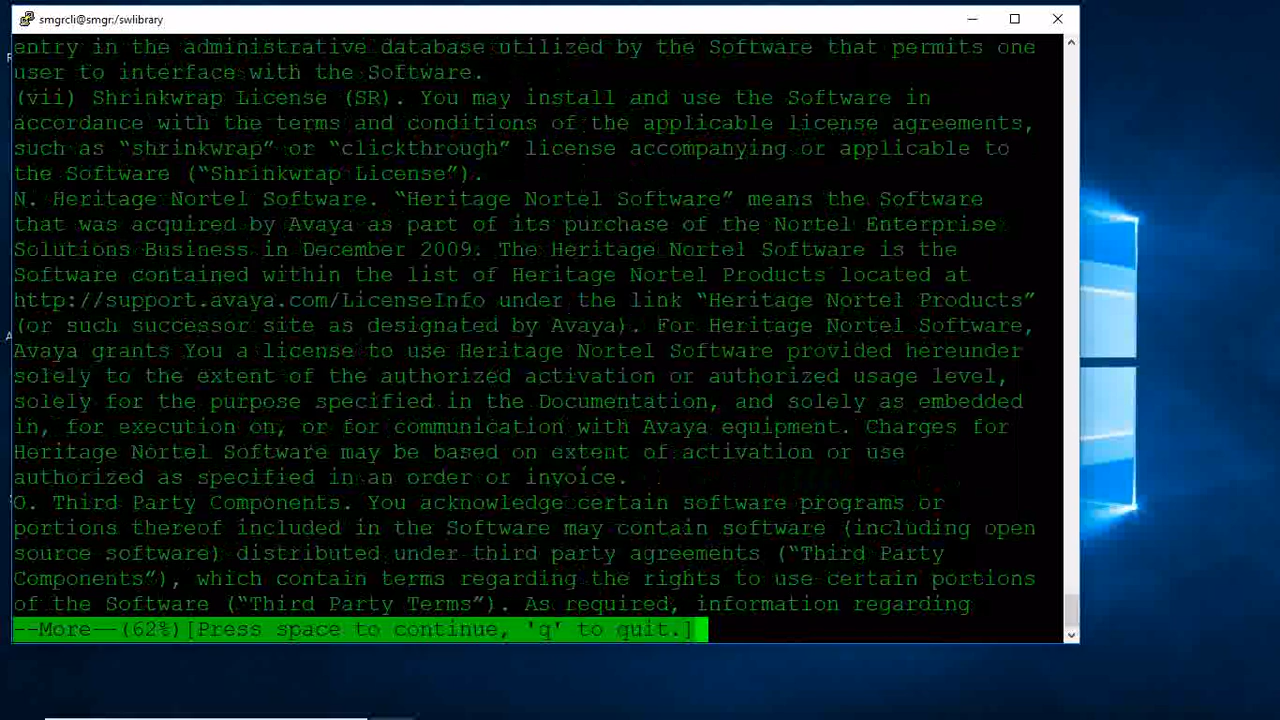 smgrcli@smgr:/swlibrary
entry in the administrative database utilized by the Software that permits one
user to interface with the Software.
(vii) Shrinkwrap License (SR). You may install and use the Software in
accordance with the terms and conditions of the applicable license agreements,
such as “shrinkwrap” or “clickthrough” license accompanying or applicable to
the Software (“Shrinkwrap License”).
N. Heritage Nortel Software. “Heritage Nortel Software” means the Software
that was acquired by Avaya as part of its purchase of the Nortel Enterprise
Solutions Business in December 2009. The Heritage Nortel Software is the
Software contained within the list of Heritage Nortel Products located at
http://support.avaya.com/LicenseInfo under the link “Heritage Nortel Products”
(or such successor site as designated by Avaya). For Heritage Nortel Software,
Avaya grants You a license to use Heritage Nortel Software provided hereunder
solely to the extent of the authorized activation or authorized usage level,
solely for the purpose specified in the Documentation, and solely as embedded
in, for execution on, or for communication with Avaya equipment. Charges for
Heritage Nortel Software may be based on extent of activation or use
authorized as specified in an order or invoice.
O. Third Party Components. You acknowledge certain software programs or
portions thereof included in the Software may contain software (including open
source software) distributed under third party agreements (“Third Party
Components”), which contain terms regarding the rights to use certain portions
of the Software (“Third Party Terms”). As required, information regarding
--More--(62%)[Press space to continue, 'q' to quit.]